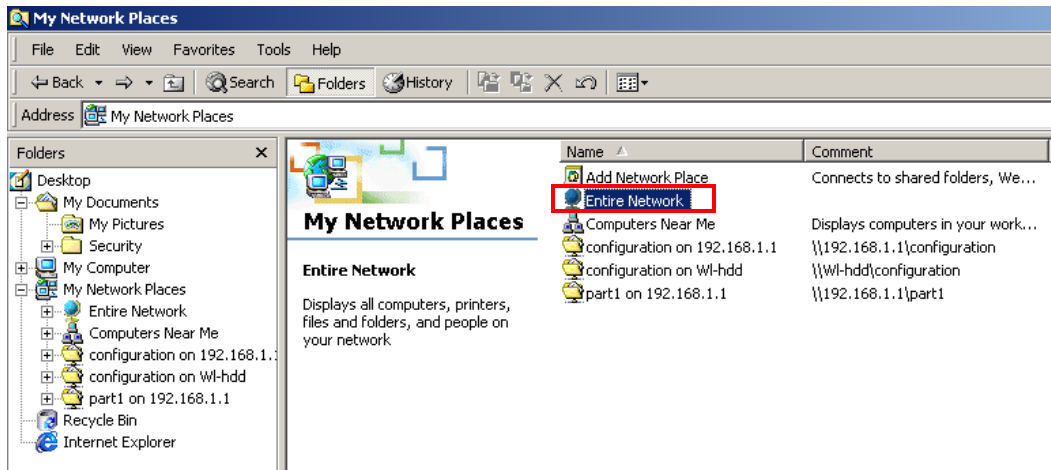 My Network Places
File Edit View Favorites Tools Help
Back Search Folders History
Address My Network Places
Folders
Desktop
My Documents
My Pictures
Security
My Computer
My Network Places
Entire Network
Computers Near Me
configuration on 192.168.1.:
configuration on Wl-hdd
part1 on 192.168.1.1
Recycle Bin
Internet Explorer
My Network Places
Entire Network
Displays all computers, printers,
files and folders, and people on
your network
Name Comment
Add Network Place Connects to shared folders, We...
Entire Network
Computers Near Me Displays computers in your work...
configuration on 192.168.1.1 \\192.168.1.1\configuration
configuration on Wl-hdd \\Wl-hdd\configuration
part1 on 192.168.1.1 \\192.168.1.1\part1